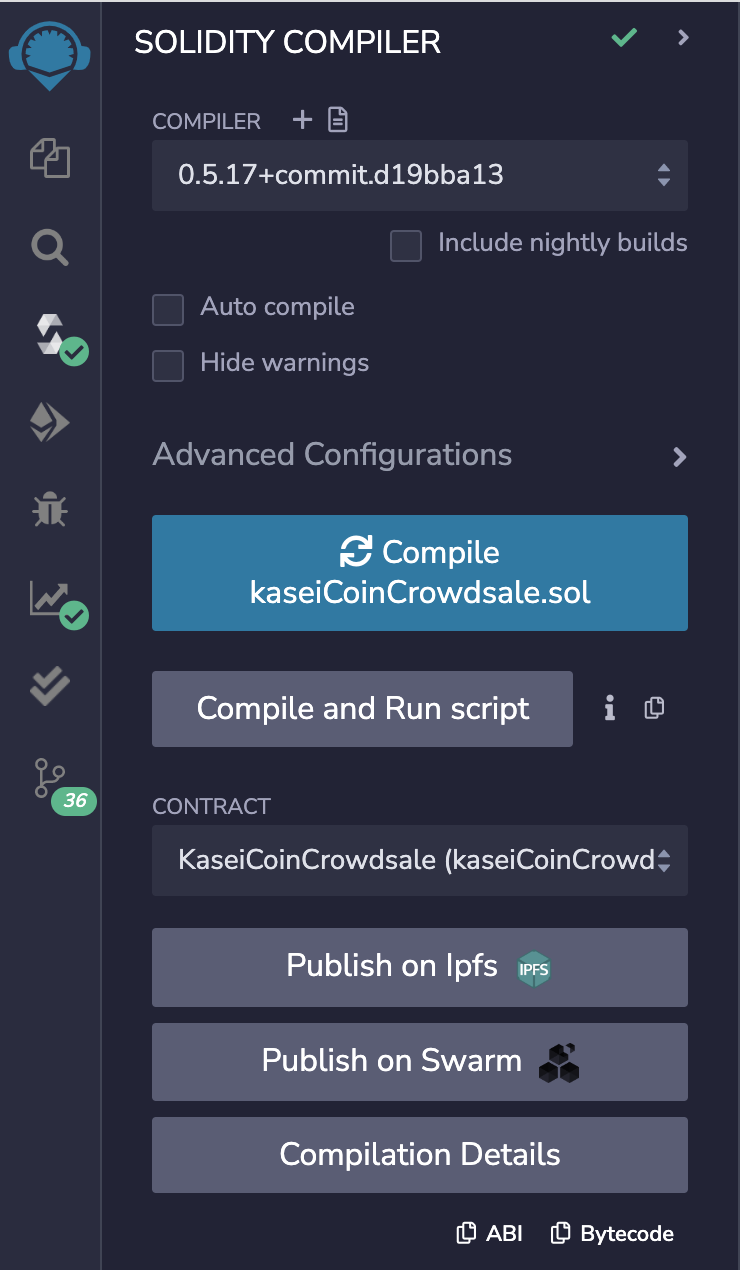 SOLIDITY COMPILER
COMPILER
0.5.17+commit.d19bba13
Include nightly builds
Auto compile
Hide warnings
Advanced Configurations
Compile
kaseiCoinCrowdsale.sol
Compile and Run script
36
CONTRACT
KaseiCoinCrowdsale (kaseiCoinCrowd
Publish on Ipfs IPFS
Publish on Swarm
Compilation Details
ABI Bytecode